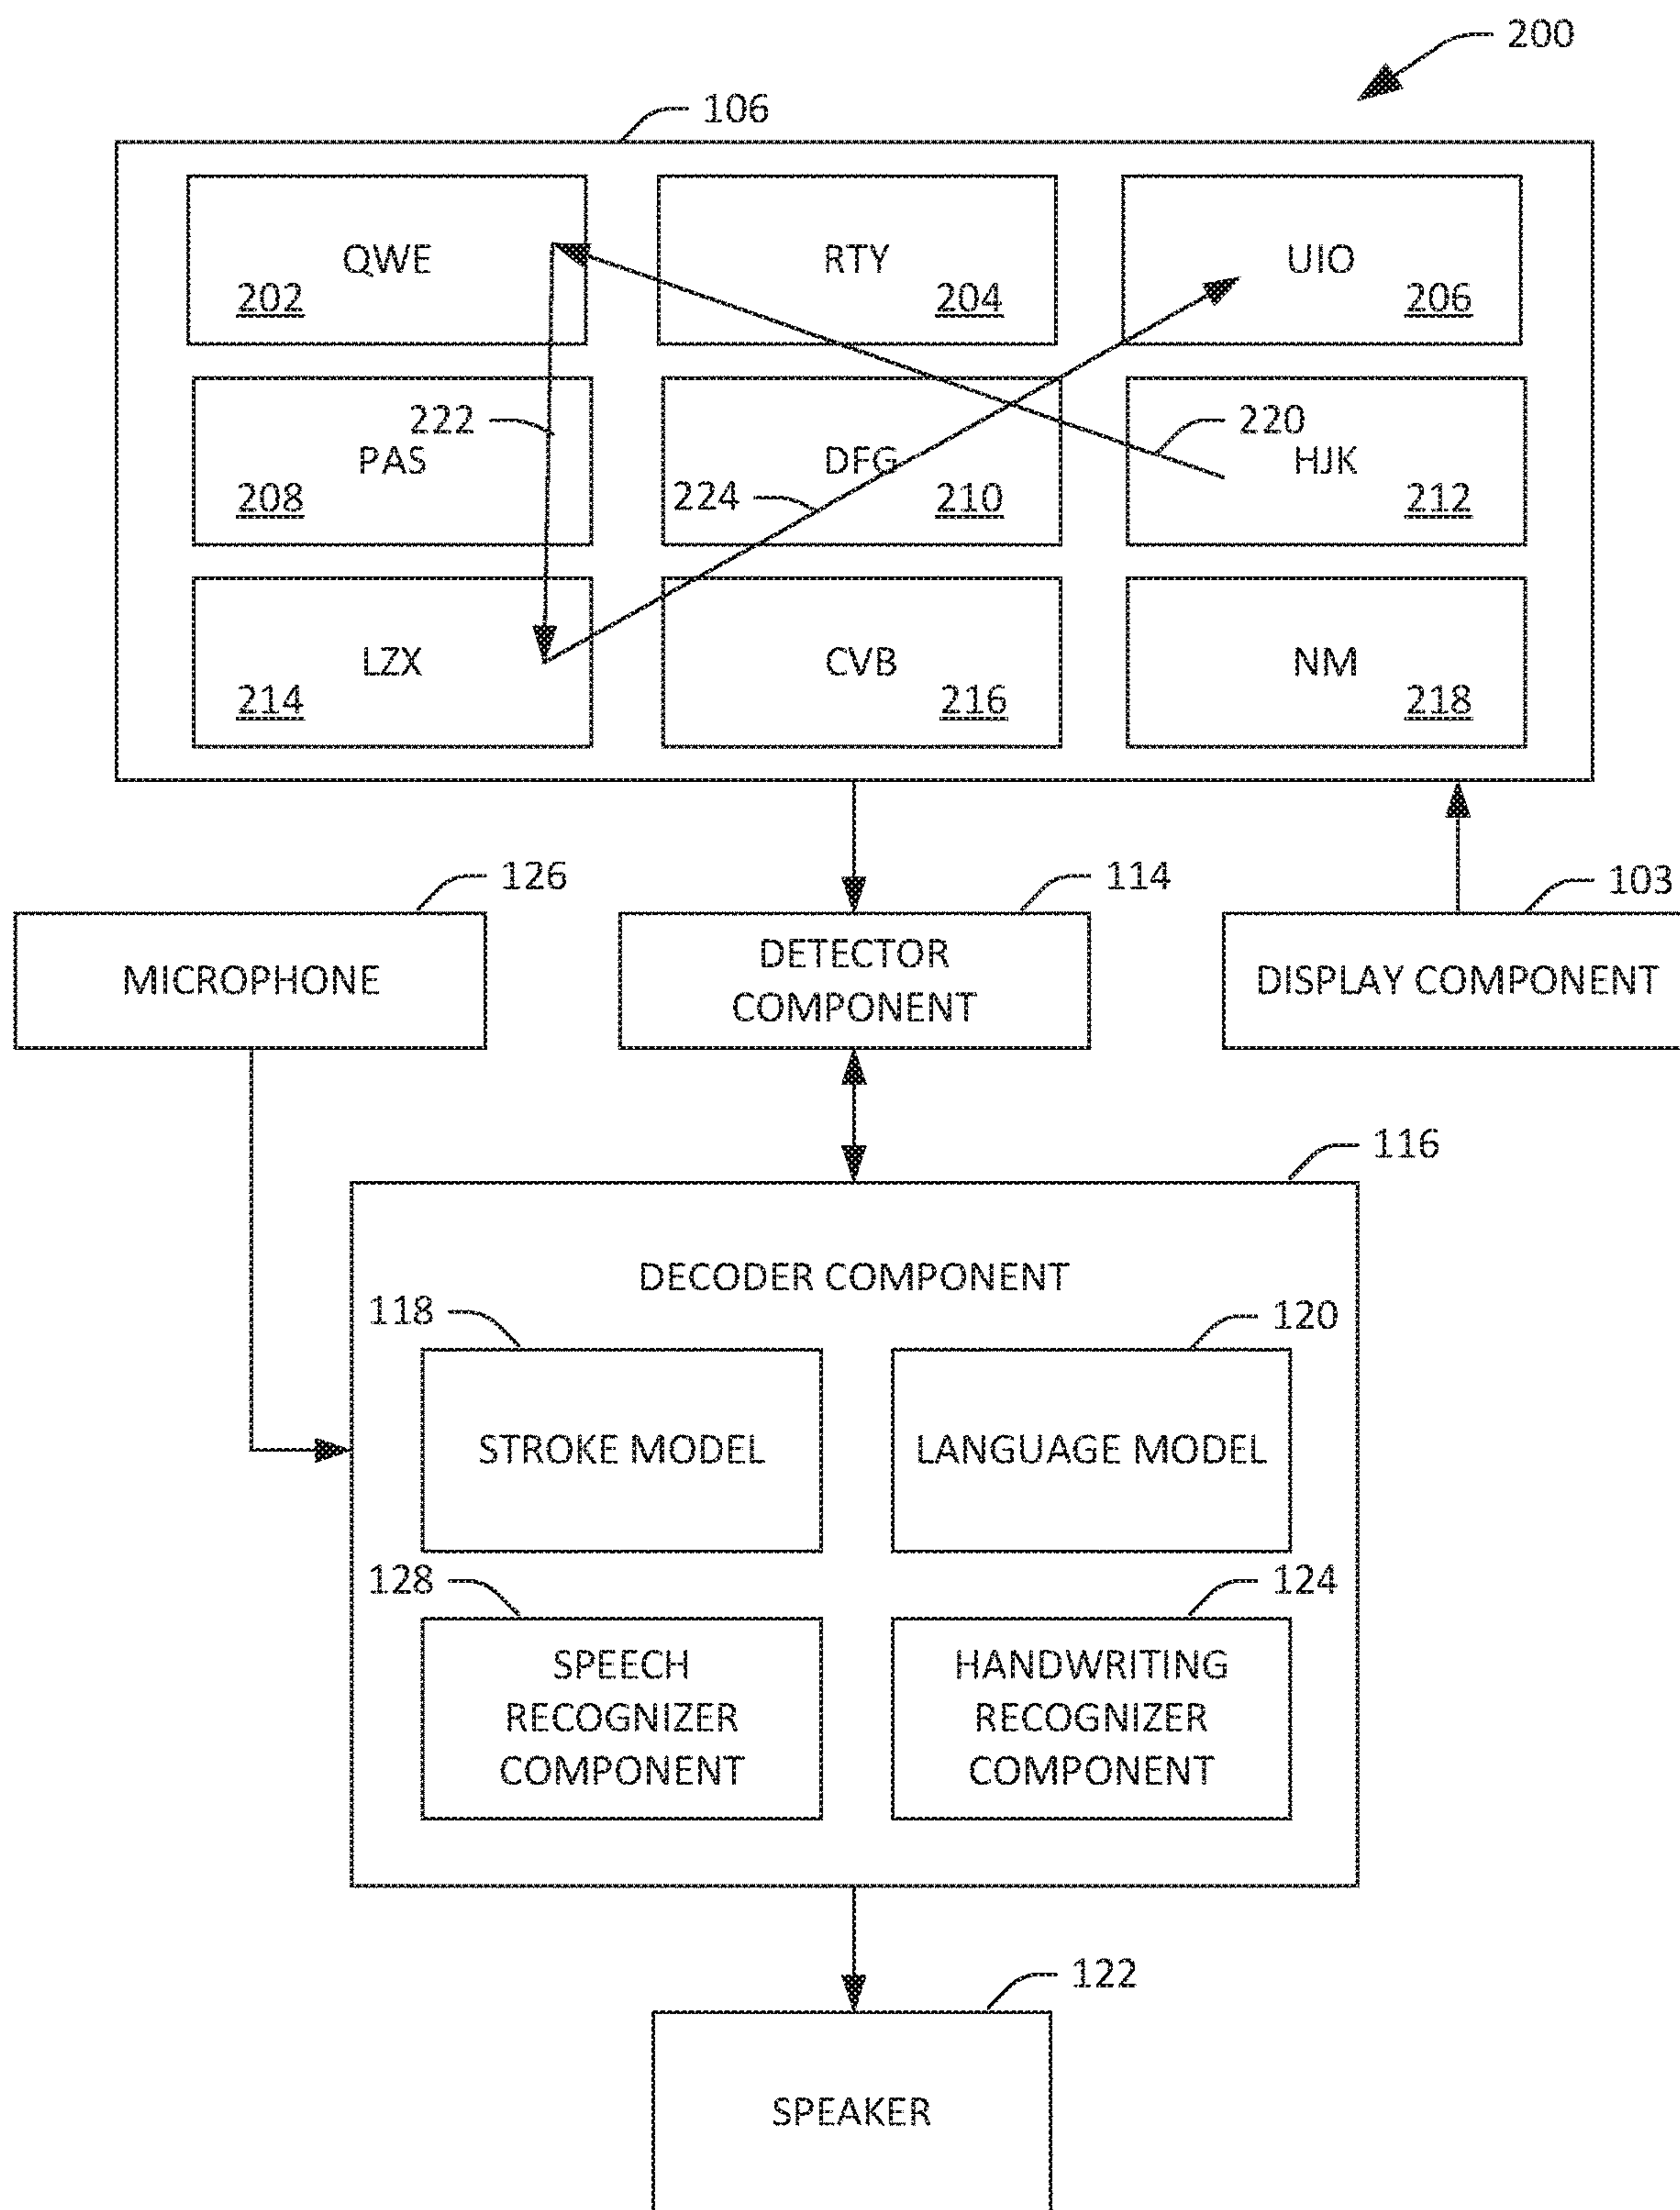 200
106
QWE
202
RTY
204
UIO
206
222
PAS
208
DFG
224
210
220
HJK
212
LZX
214
CVB
216
NM
218
126
114
103
MICROPHONE
DETECTOR
COMPONENT
DISPLAY COMPONENT
116
DECODER COMPONENT
118
120
STROKE MODEL
LANGUAGE MODEL
128
124
SPEECH
RECOGNIZER
COMPONENT
HANDWRITING
RECOGNIZER
COMPONENT
122
SPEAKER